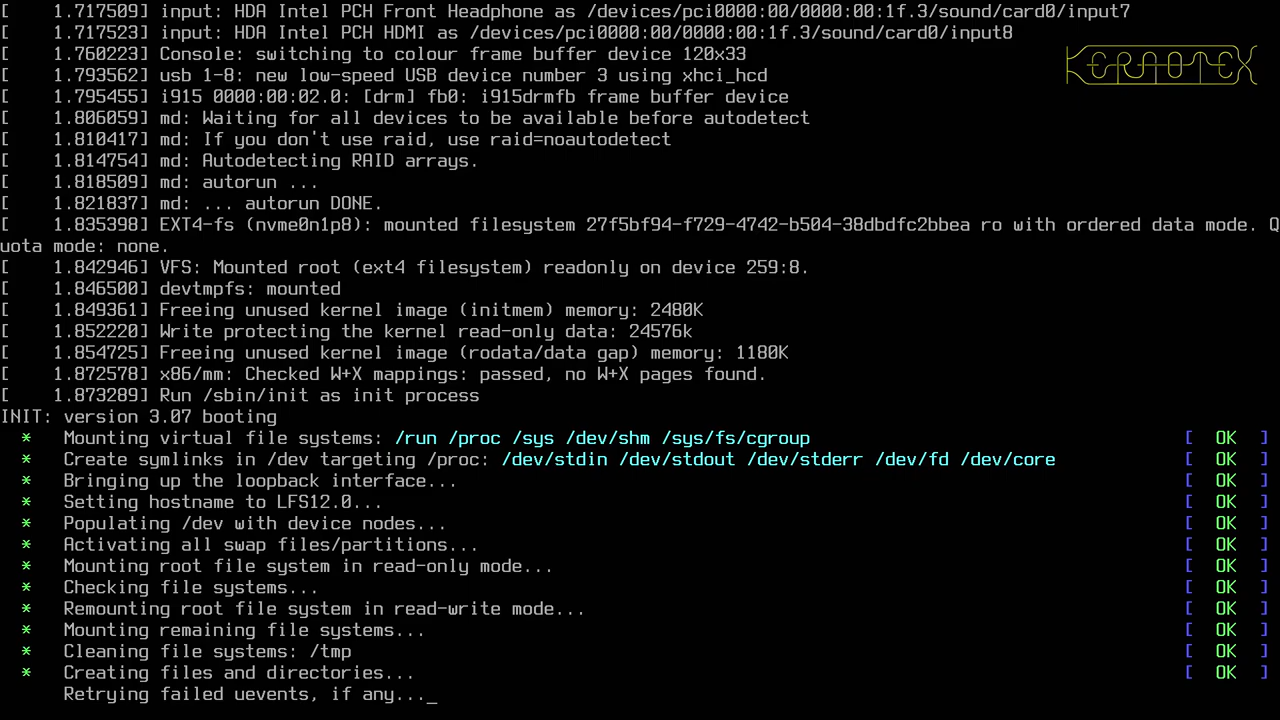 [    1.717509] input: HDA Intel PCH Front Headphone as /devices/pci0000:00/0000:00:1f.3/sound/card0/input7
[    1.717523] input: HDA Intel PCH HDMI as /devices/pci0000:00/0000:00:1f.3/sound/card0/input8
[    1.760223] Console: switching to colour frame buffer device 120x33
KERAOTEX
[    1.793562] usb 1-8: new low-speed USB device number 3 using xhci_hcd
[    1.795455] i915 0000:00:02.0: [drm] fb0: i915drmfb frame buffer device
[    1.806059] md: Waiting for all devices to be available before autodetect
[    1.810417] md: If you don't use raid, use raid=noautodetect
[    1.814754] md: Autodetecting RAID arrays.
[    1.818509] md: autorun ...
[    1.821837] md: ... autorun DONE.
[    1.835398] EXT4-fs (nvme0n1p8): mounted filesystem 27f5bf94-f729-4742-b504-38dbdfc2bbea ro with ordered data mode. Q
uota mode: none.
[    1.842946] VFS: Mounted root (ext4 filesystem) readonly on device 259:8.
[    1.846500] devtmpfs: mounted
[    1.849361] Freeing unused kernel image (initmem) memory: 2480K
[    1.852220] Write protecting the kernel read-only data: 24576k
[    1.854725] Freeing unused kernel image (rodata/data gap) memory: 1180K
[    1.872578] x86/mm: Checked W+X mappings: passed, no W+X pages found.
[    1.873289] Run /sbin/init as init process
INIT: version 3.07 booting
*   Mounting virtual file systems: /run /proc /sys /dev/shm /sys/fs/cgroup [  OK  ]
*   Create symlinks in /dev targeting /proc: /dev/stdin /dev/stdout /dev/stderr /dev/fd /dev/core [  OK  ]
*   Bringing up the loopback interface... [  OK  ]
*   Setting hostname to LFS12.0... [  OK  ]
*   Populating /dev with device nodes... [  OK  ]
*   Activating all swap files/partitions... [  OK  ]
*   Mounting root file system in read-only mode... [  OK  ]
*   Checking file systems... [  OK  ]
*   Remounting root file system in read-write mode... [  OK  ]
*   Mounting remaining file systems... [  OK  ]
*   Cleaning file systems: /tmp [  OK  ]
*   Creating files and directories... [  OK  ]
Retrying failed uevents, if any..._